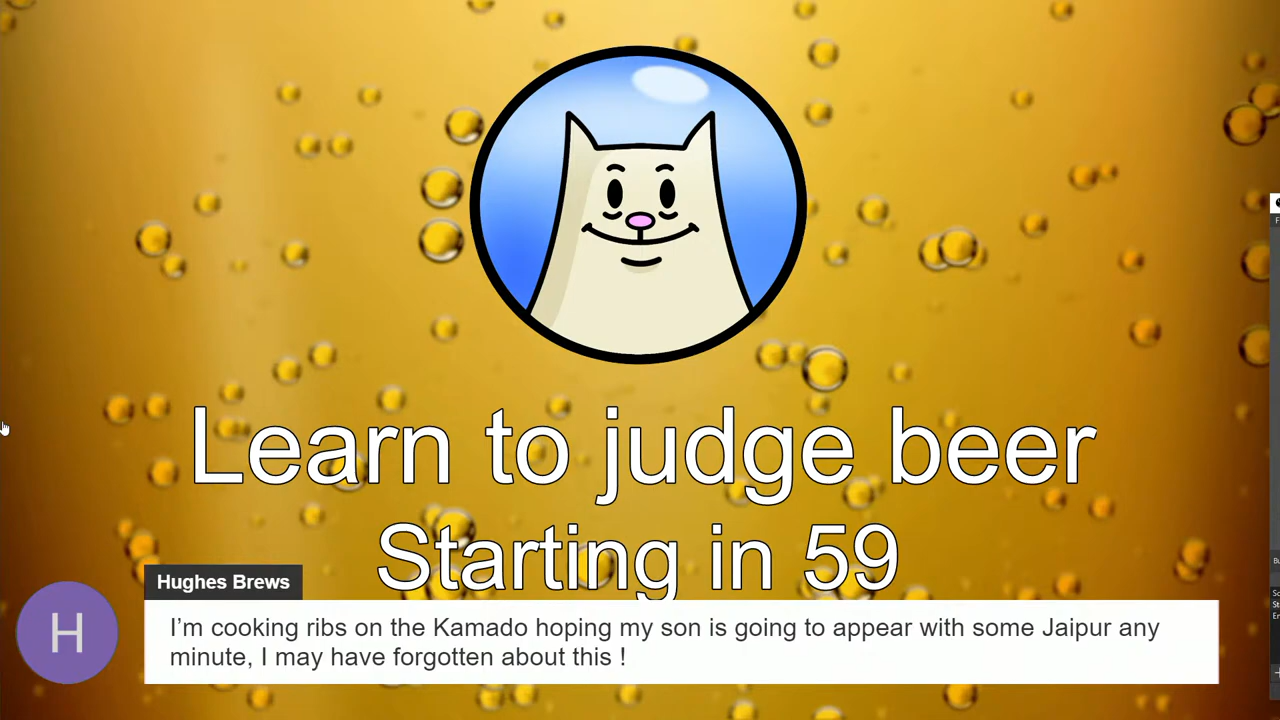 Learn to judge beer
Starting in 59
Hughes Brews
H
I’m cooking ribs on the Kamado hoping my son is going to appear with some Jaipur any
minute, I may have forgotten about this !